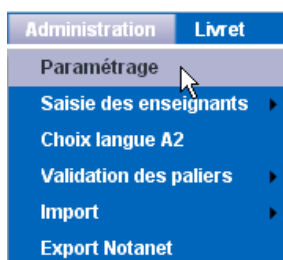 Administration Livret
Paramétrage
Saisie des enseignants
Choix langue A2
Validation des paliers
Import
Export Notanet